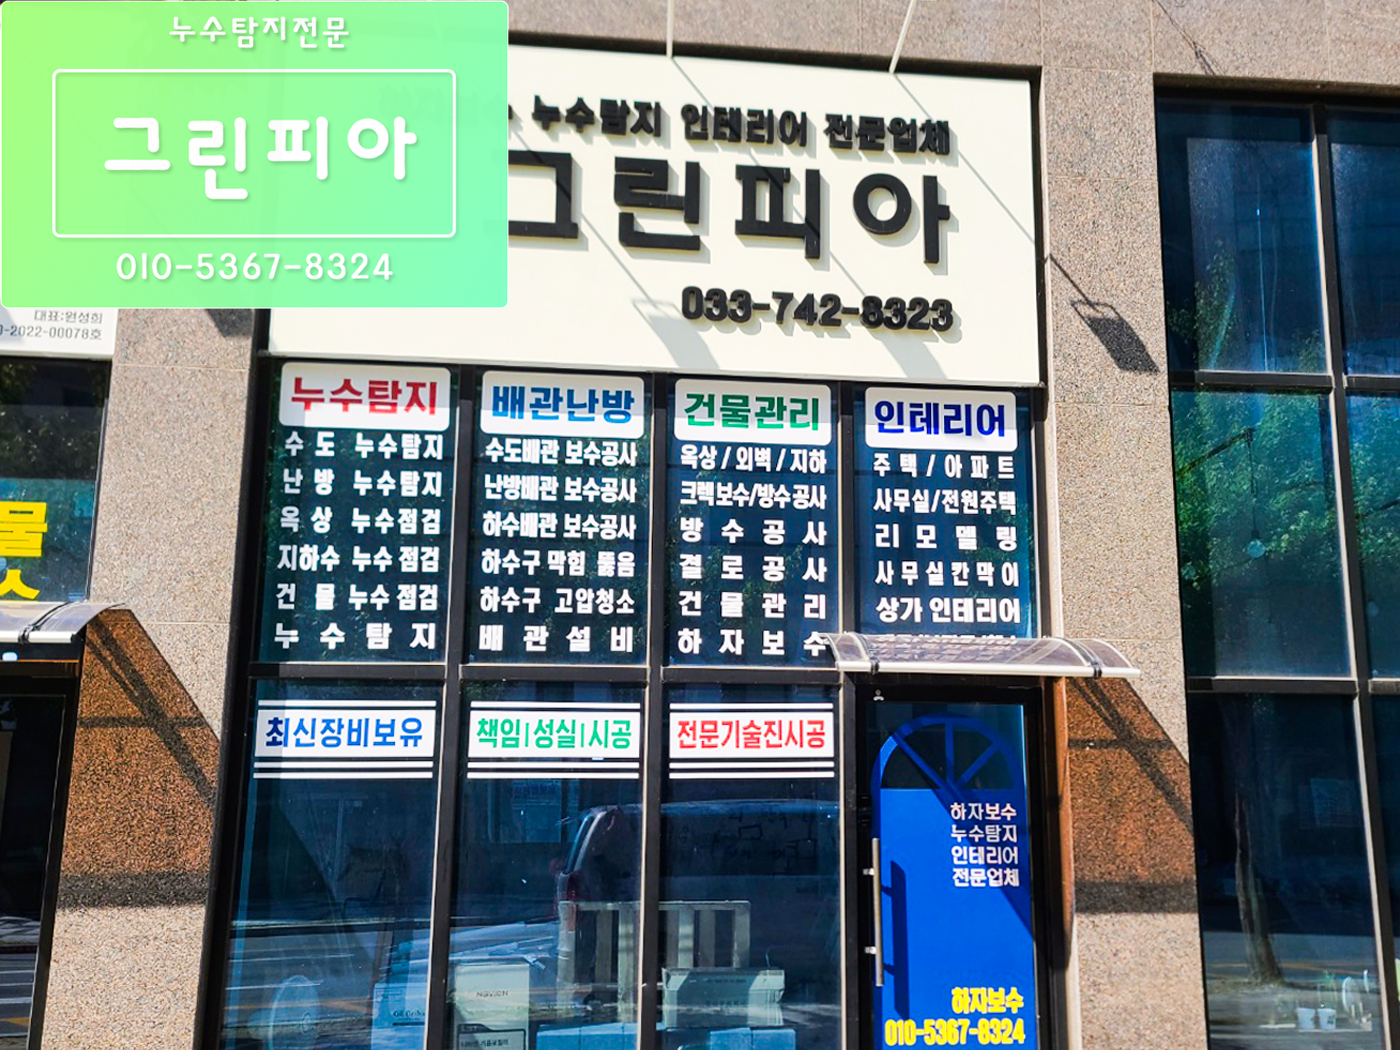 누수탐지전문
그린피아
010-5367-8324
누수탐지 인테리어 전문업체
그린피아
033-742-8323
대표:원성희
-2022-00078호
물
누수탐지
수도 누수탐지
난방 누수탐지
옥상 누수점검
지하수 누수점검
건물 누수점검
누수탐지
배관난방
수도배관 보수공사
난방배관 보수공사
하수배관 보수공사
하수구 막힘 뚫음
하수구 고압청소
배관설비
건물관리
옥상/외벽/지하
크렉보수/방수공사
방수공사
결로공사
건물관리
하자보수
인테리어
주택/아파트
사무실/전원주택
리모델링
사무실칸막이
상가 인테리어
최신장비보유
책임|성실|시공
전문기술진시공
하자보수
누수탐지
인테리어
전문업체
하자보수
010-5367-8324